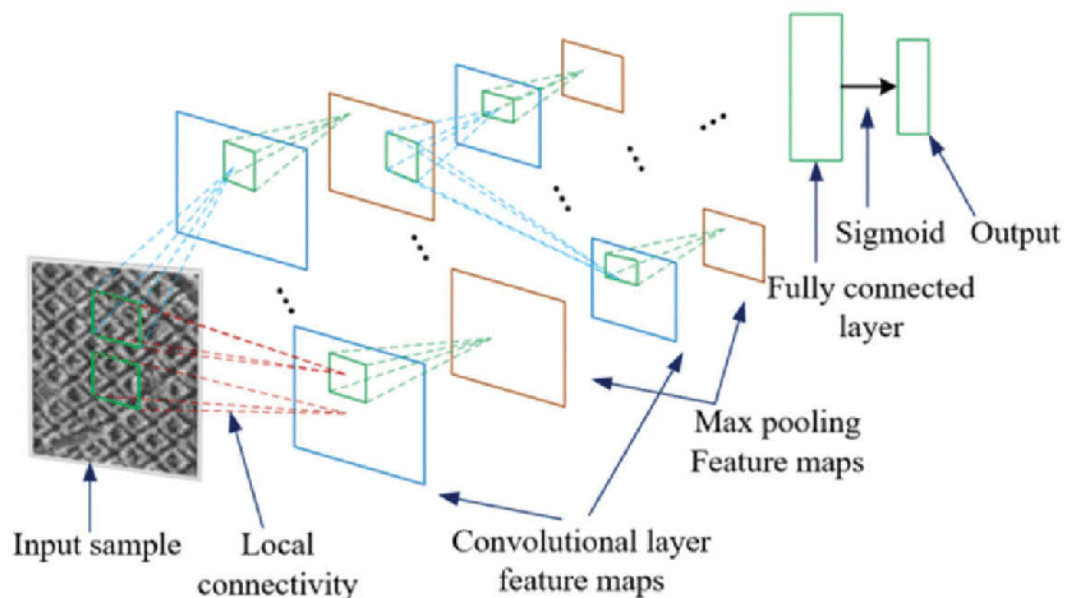 Sigmoid
Output
Fully connected
layer
Max pooling
Feature maps
Input sample
Local
connectivity
Convolutional layer
feature maps